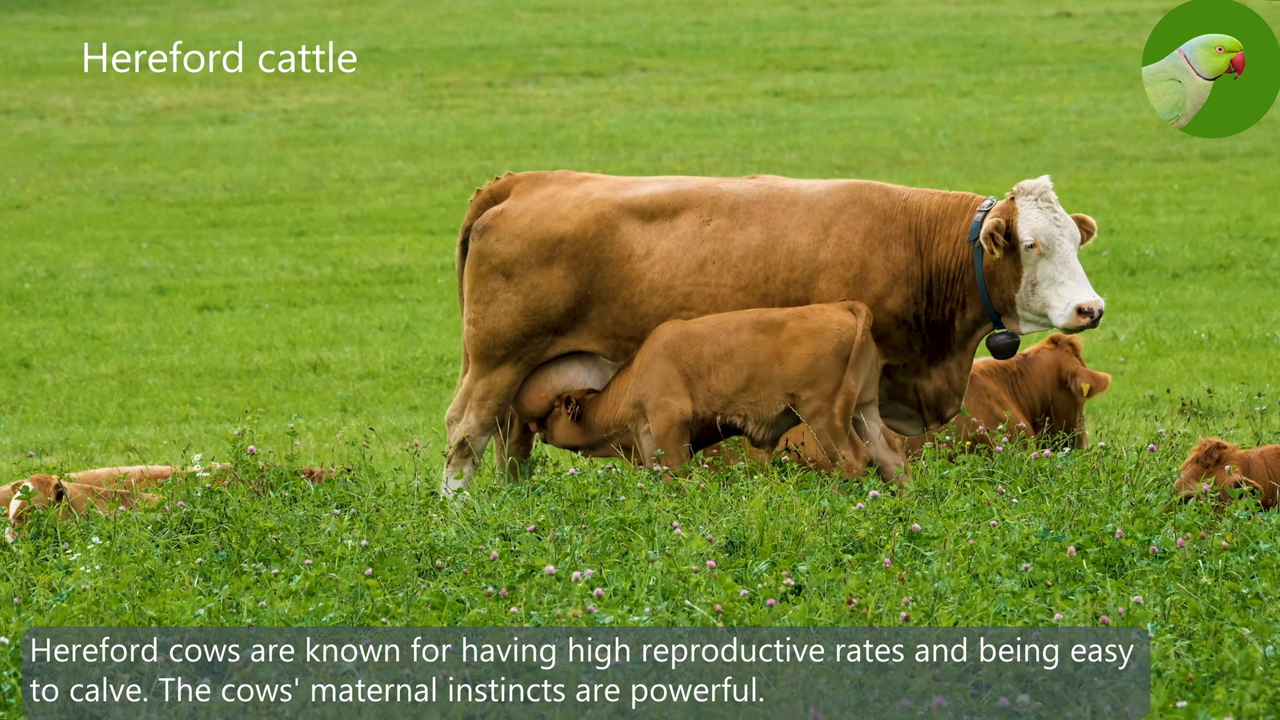 Hereford cattle
Hereford cows are known for having high reproductive rates and being easy
to calve. The cows' maternal instincts are powerful.